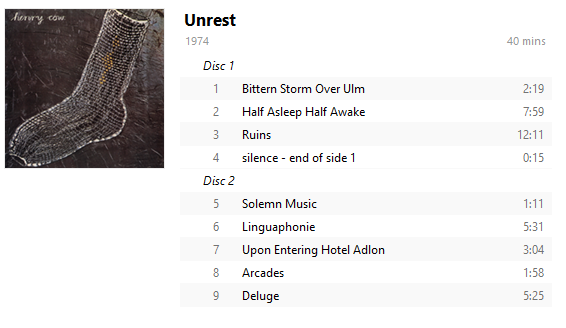 henry cow
Unrest
1974 40 mins
Disc 1
1 Bittern Storm Over Ulm 2:19
2 Half Asleep Half Awake 7:59
3 Ruins 12:11
4 silence - end of side 1 0:15
Disc 2
5 Solemn Music 1:11
6 Linguaphonie 5:31
7 Upon Entering Hotel Adlon 3:04
8 Arcades 1:58
9 Deluge 5:25